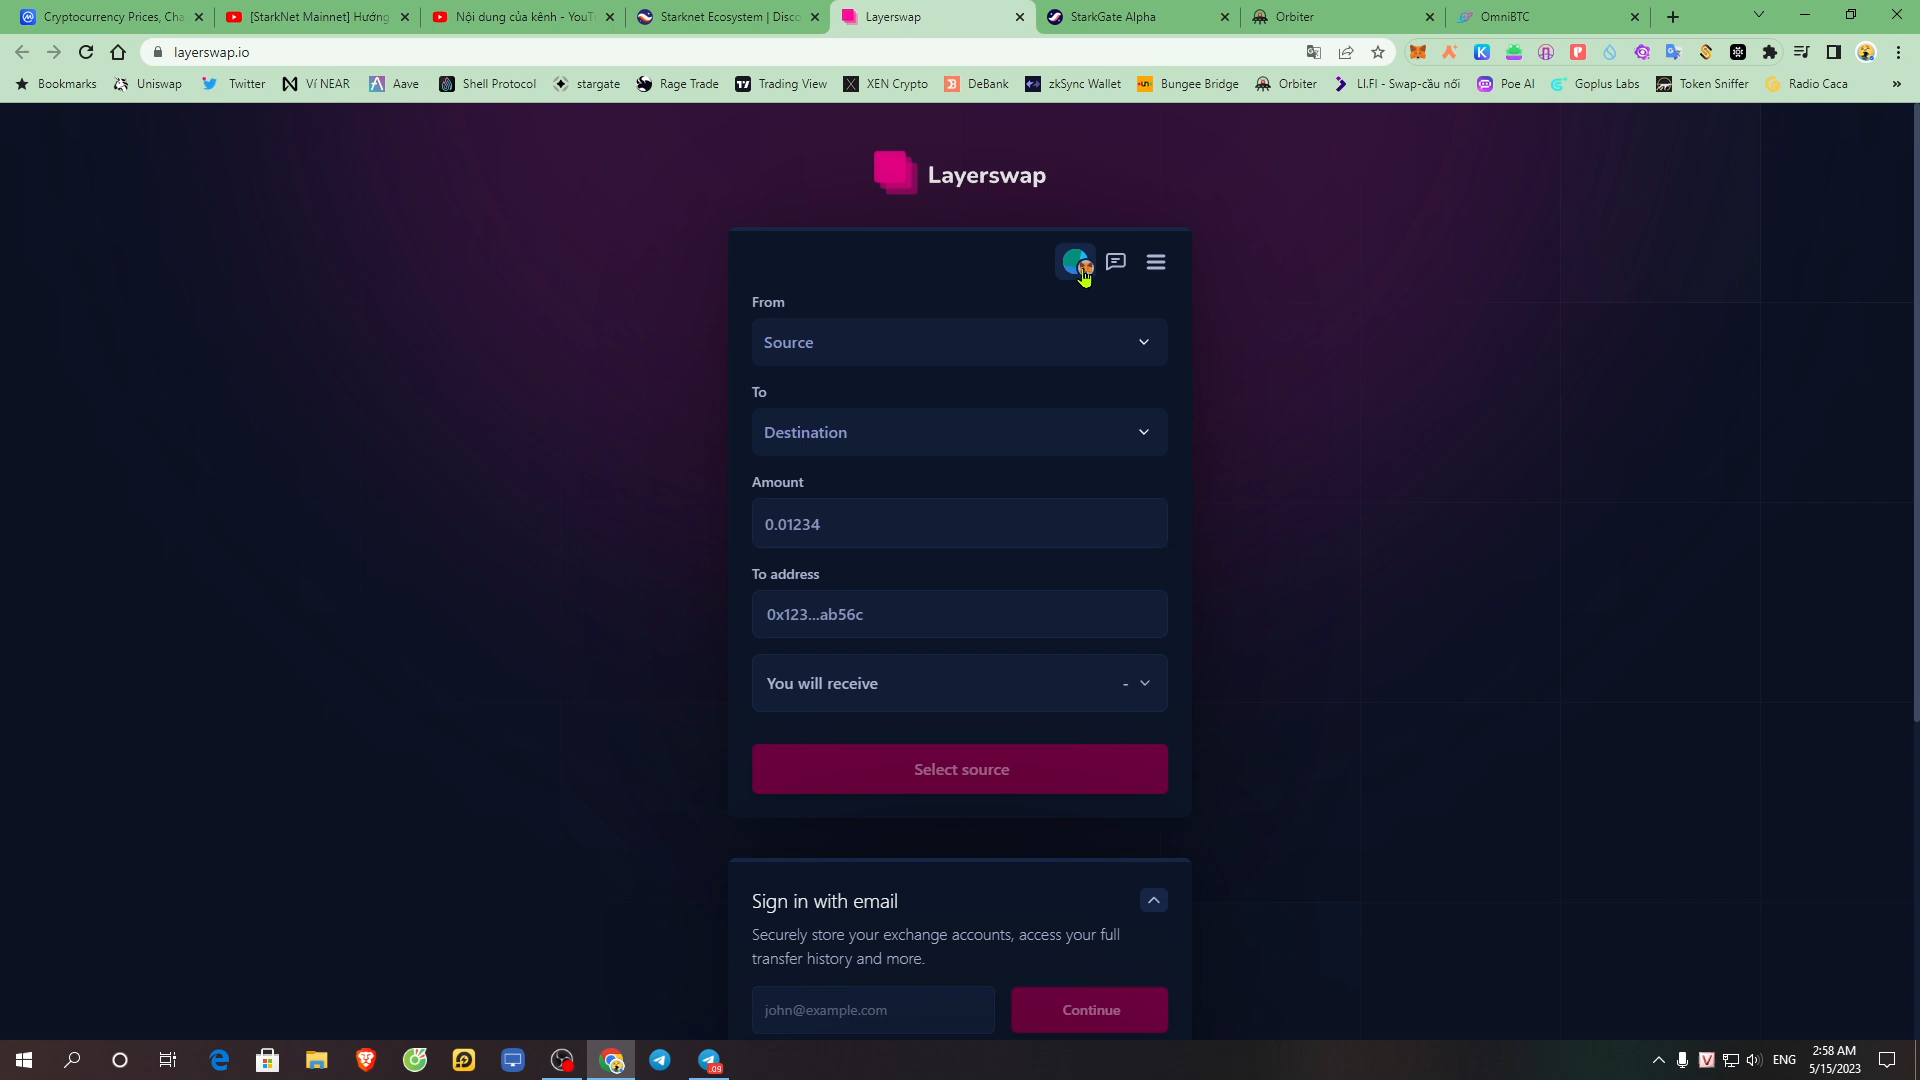 Cryptocurrency Prices, Cha
[StarkNet Mainnet] Hướng
Nội dung của kênh - YouT
Starknet Ecosystem | Disco
Layerswap
StarkGate Alpha
Orbiter
OmniBTC
layerswap.io
Bookmarks
Uniswap
Twitter
Ví NEAR
Aave
Shell Protocol
stargate
Rage Trade
Trading View
XEN Crypto
DeBank
zkSync Wallet
Bungee Bridge
Orbiter
LI.FI - Swap-cầu nối
Poe AI
Goplus Labs
Token Sniffer
Radio Caca
»
Layerswap
From
Source
To
Destination
Amount
0.01234
To address
0x123...ab56c
You will receive -
Select source
Sign in with email
Securely store your exchange accounts, access your full
transfer history and more.
john@example.com
Continue
ENG
2:58 AM
5/15/2023